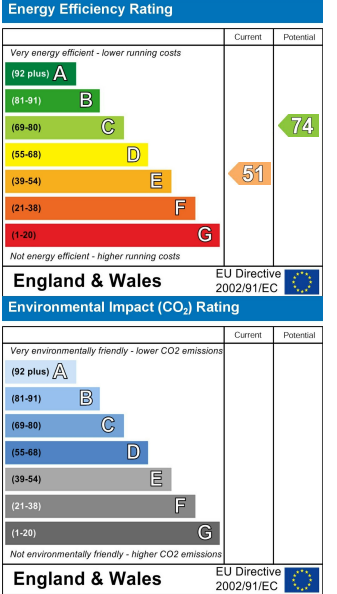 Energy Efficiency Rating
Current Potential
Very energy efficient - lower running costs
(92 plus) A
(81-91) B
(69-80) C
74
(55-68) D
(39-54) E
51
(21-38) F
(1-20) G
Not energy efficient - higher running costs
England & Wales
EU Directive
2002/91/EC
Environmental Impact (CO₂) Rating
Current Potential
Very environmentally friendly - lower CO2 emissions
(92 plus) A
(81-91) B
(69-80) C
(55-68) D
(39-54) E
(21-38) F
(1-20) G
Not environmentally friendly - higher CO2 emissions
England & Wales
EU Directive
2002/91/EC